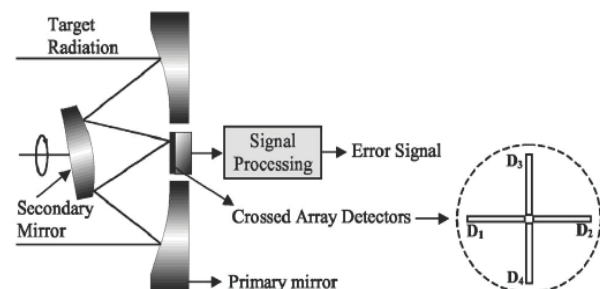 Target
Radiation
Signal
Processing
Error Signal
Secondary
Mirror
Crossed Array Detectors
Primary mirror
D3
D1
D2
D4